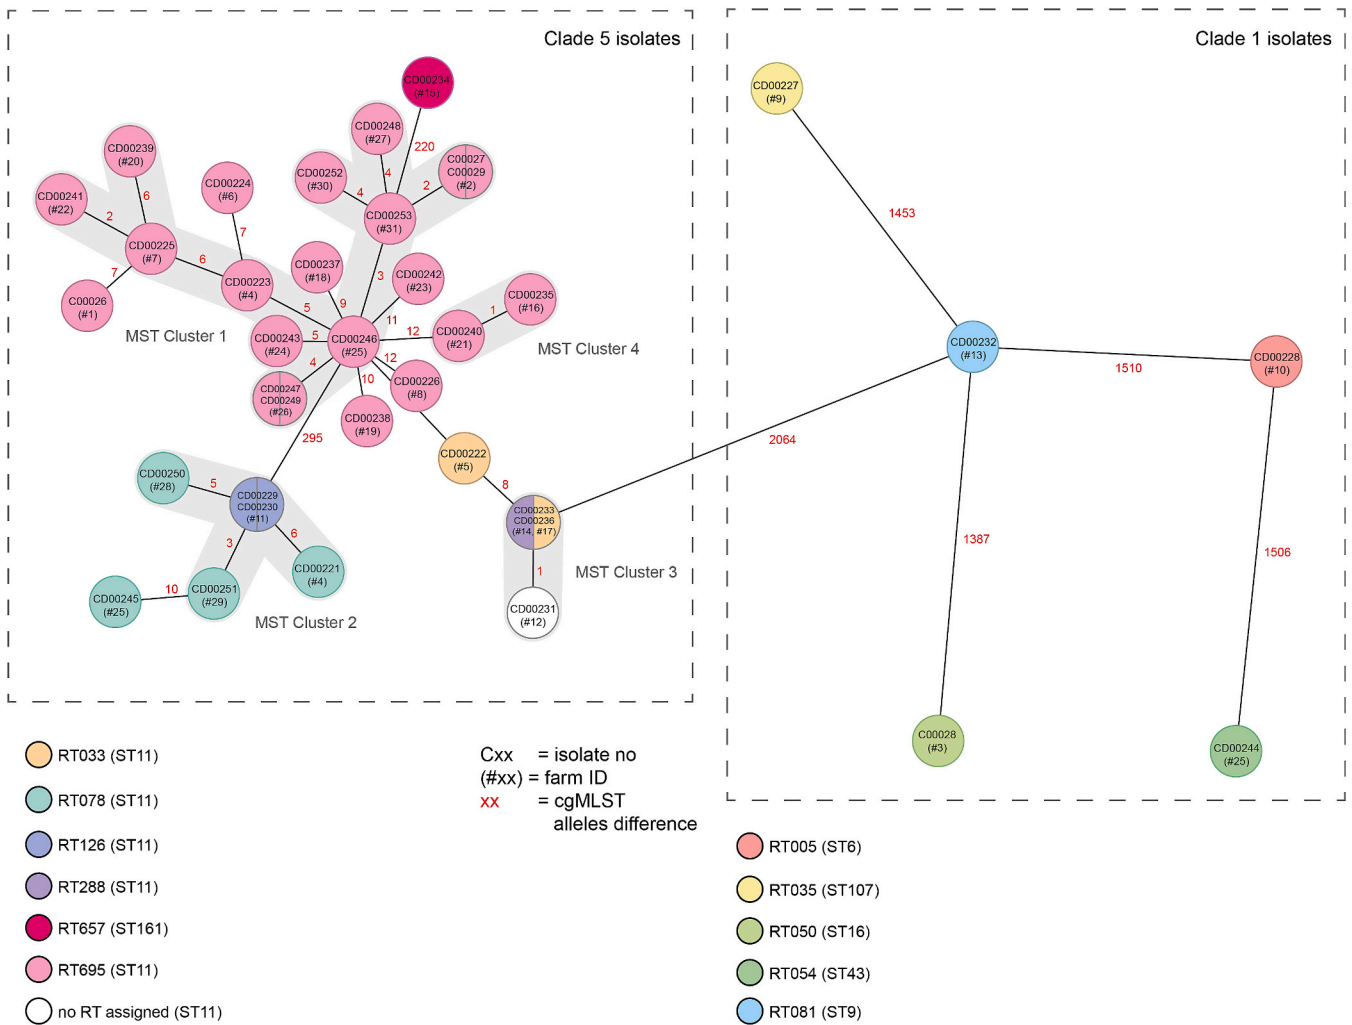 Clade 5 isolates
Clade 1 isolates
CD00234
(#15)
CD00227
(#9)
CD00248
(#27)
CD00239
(#20)
220
C00027
C00029
(#2)
CD00252
(#30)
4
4
2
CD00224
(#6)
CD00241
(#22)
6
2
CD00253
(#31)
1453
7
CD00225
(#7)
6
7
CD00237
(#18)
3
CD00242
(#23)
CD00223
(#4)
C00026
(#1)
9
5
CD00235
(#16)
1
11
MST Cluster 1
CD00243
(#24)
5
CD00246
(#25)
12
CD00240
(#21)
MST Cluster 4
CD00232
(#13)
CD00228
(#10)
1510
4
12
10
CD00226
(#8)
CD00247
CD00249
(#26)
CD00238
(#19)
295
2064
CD00222
(#5)
CD00250
(#28)
5
8
CD00229
CD00230
(#11)
CD00233
CD00236
(#14, #17)
6
3
1387
1506
CD00221
(#4)
1
MST Cluster 3
10
CD00245
(#25)
CD00251
(#29)
CD00231
(#12)
MST Cluster 2
C00028
(#3)
CD00244
(#25)
RT033 (ST11)
RT078 (ST11)
RT126 (ST11)
RT288 (ST11)
RT657 (ST161)
RT695 (ST11)
no RT assigned (ST11)
Cxx = isolate no
(#xx) = farm ID
xx = cgMLST
alleles difference
RT005 (ST6)
RT035 (ST107)
RT050 (ST16)
RT054 (ST43)
RT081 (ST9)